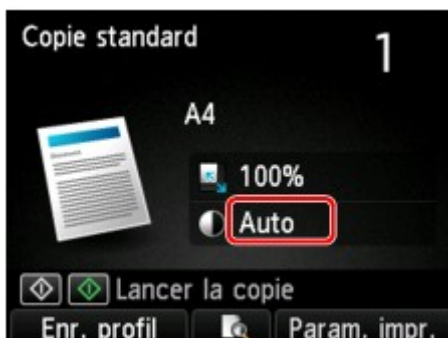 Copie standard
1
A4
100%
Auto
Lancer la copie
Enr. profil Param. impr.